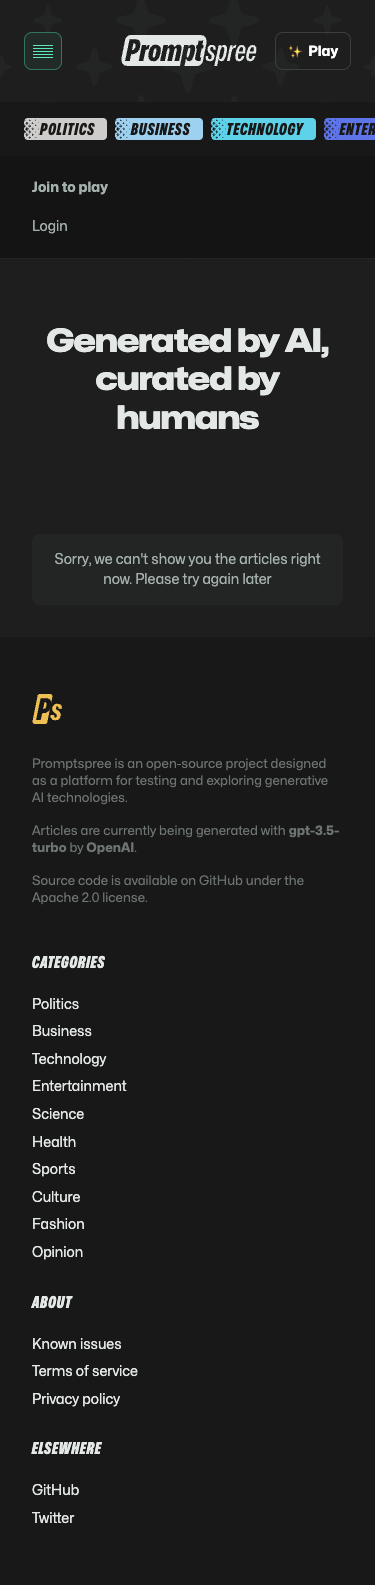 Promptspree
✨ Play
POLITICS
BUSINESS
TECHNOLOGY
ENTER
Join to play
Login
Generated by AI,
curated by
humans
Sorry, we can't show you the articles right
now. Please try again later
Ps
Promptspree is an open-source project designed
as a platform for testing and exploring generative
AI technologies.
Articles are currently being generated with gpt-3.5-
turbo by OpenAI.
Source code is available on GitHub under the
Apache 2.0 license.
CATEGORIES
Politics
Business
Technology
Entertainment
Science
Health
Sports
Culture
Fashion
Opinion
ABOUT
Known issues
Terms of service
Privacy policy
ELSEWHERE
GitHub
Twitter